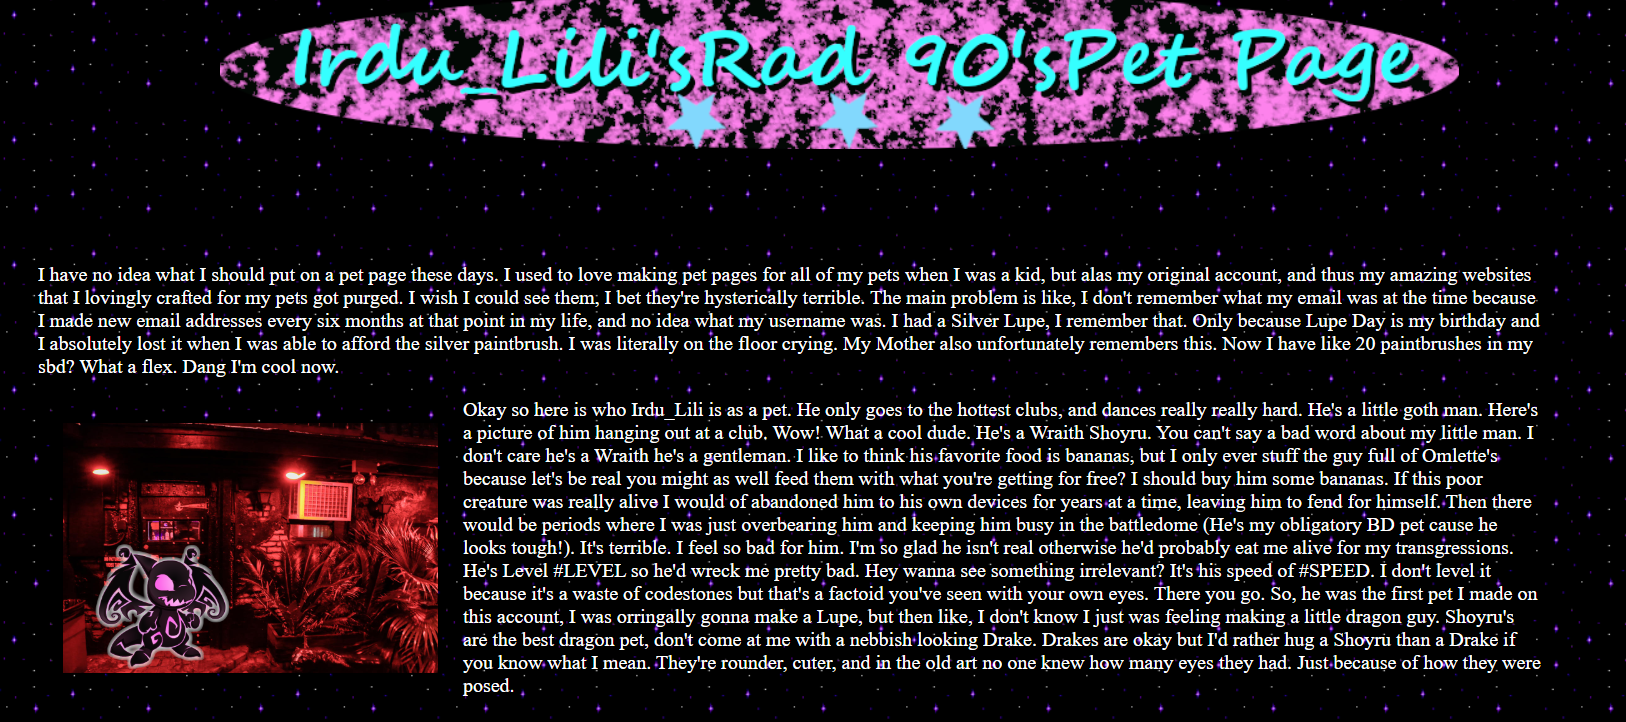 Irdu_Lili'sRad 90'sPet Page
I have no idea what I should put on a pet page these days. I used to love making pet pages for all of my pets when I was a kid, but alas my original account, and thus my amazing websites
that I lovingly crafted for my pets got purged. I wish I could see them, I bet they're hysterically terrible. The main problem is like, I don't remember what my email was at the time because
I made new email addresses every six months at that point in my life, and no idea what my username was. I had a Silver Lupe, I remember that. Only because Lupe Day is my birthday and
I absolutely lost it when I was able to afford the silver paintbrush. I was literally on the floor crying. My Mother also unfortunately remembers this. Now I have like 20 paintbrushes in my
sbd? What a flex. Dang I'm cool now.
Okay so here is who Irdu_Lili is as a pet. He only goes to the hottest clubs, and dances really really hard. He's a little goth man. Here's
a picture of him hanging out at a club. Wow! What a cool dude. He's a Wraith Shoyru. You can't say a bad word about my little man. I
don't care he's a Wraith he's a gentleman. I like to think his favorite food is bananas, but I only ever stuff the guy full of Omlette's
because let's be real you might as well feed them with what you're getting for free? I should buy him some bananas. If this poor
creature was really alive I would of abandoned him to his own devices for years at a time, leaving him to fend for himself. Then there
would be periods where I was just overbearing him and keeping him busy in the battledome (He's my obligatory BD pet cause he
looks tough!). It's terrible. I feel so bad for him. I'm so glad he isn't real otherwise he'd probably eat me alive for my transgressions.
He's Level #LEVEL so he'd wreck me pretty bad. Hey wanna see something irrelevant? It's his speed of #SPEED. I don't level it
because it's a waste of codestones but that's a factoid you've seen with your own eyes. There you go. So, he was the first pet I made on
this account, I was orringally gonna make a Lupe, but then like, I don't know I just was feeling making a little dragon guy. Shoyru's
are the best dragon pet, don't come at me with a nebbish looking Drake. Drakes are okay but I'd rather hug a Shoyru than a Drake if
you know what I mean. They're rounder, cuter, and in the old art no one knew how many eyes they had. Just because of how they were
posed.